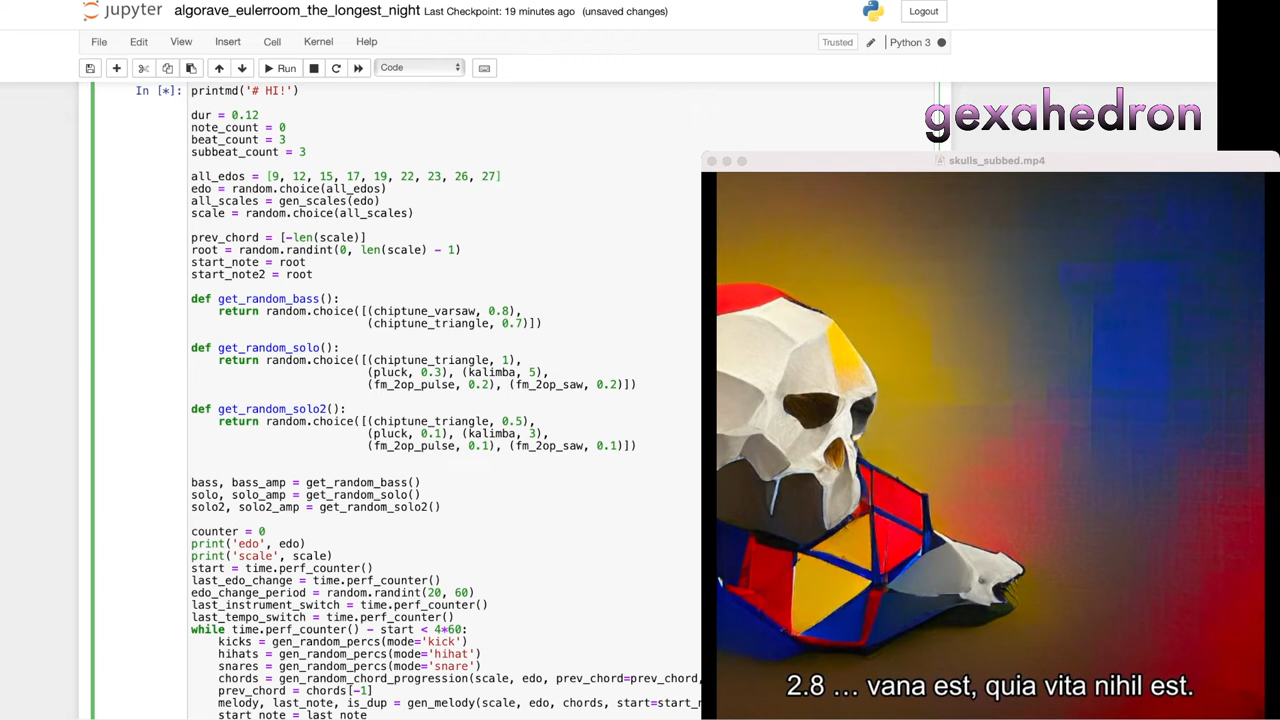 jupyter algorave_eulerroom_the_longest_night Last Checkpoint: 19 minutes ago (unsaved changes)
Logout
File Edit View Insert Cell Kernel Help
Trusted Python 3
Run Code
In [*]: printmd('# HI!')
dur = 0.12
note_count = 0
beat_count = 3
subbeat_count = 3
all_edos = [9, 12, 15, 17, 19, 22, 23, 26, 27]
edo = random.choice(all_edos)
all_scales = gen_scales(edo)
scale = random.choice(all_scales)
prev_chord = [-len(scale)]
root = random.randint(0, len(scale) - 1)
start_note = root
start_note2 = root
def get_random_bass():
return random.choice([(chiptune_varsaw, 0.8),
(chiptune_triangle, 0.7)])
def get_random_solo():
return random.choice([(chiptune_triangle, 1),
(pluck, 0.3), (kalimba, 5),
(fm_2op_pulse, 0.2), (fm_2op_saw, 0.2)])
def get_random_solo2():
return random.choice([(chiptune_triangle, 0.5),
(pluck, 0.1), (kalimba, 3),
(fm_2op_pulse, 0.1), (fm_2op_saw, 0.1)])
bass, bass_amp = get_random_bass()
solo, solo_amp = get_random_solo()
solo2, solo2_amp = get_random_solo2()
counter = 0
print('edo', edo)
print('scale', scale)
start = time.perf_counter()
last_edo_change = time.perf_counter()
edo_change_period = random.randint(20, 60)
last_instrument_switch = time.perf_counter()
last_tempo_switch = time.perf_counter()
while time.perf_counter() - start < 4*60:
kicks = gen_random_percs(mode='kick')
hihats = gen_random_percs(mode='hihat')
snares = gen_random_percs(mode='snare')
chords = gen_random_chord_progression(scale, edo, prev_chord=prev_chord,
prev_chord = chords[-1]
melody, last_note, is_dup = gen_melody(scale, edo, chords, start=start_n
start_note = last_note
gexahedron
skulls_subbed.mp4
2.8 … vana est, quia vita nihil est.